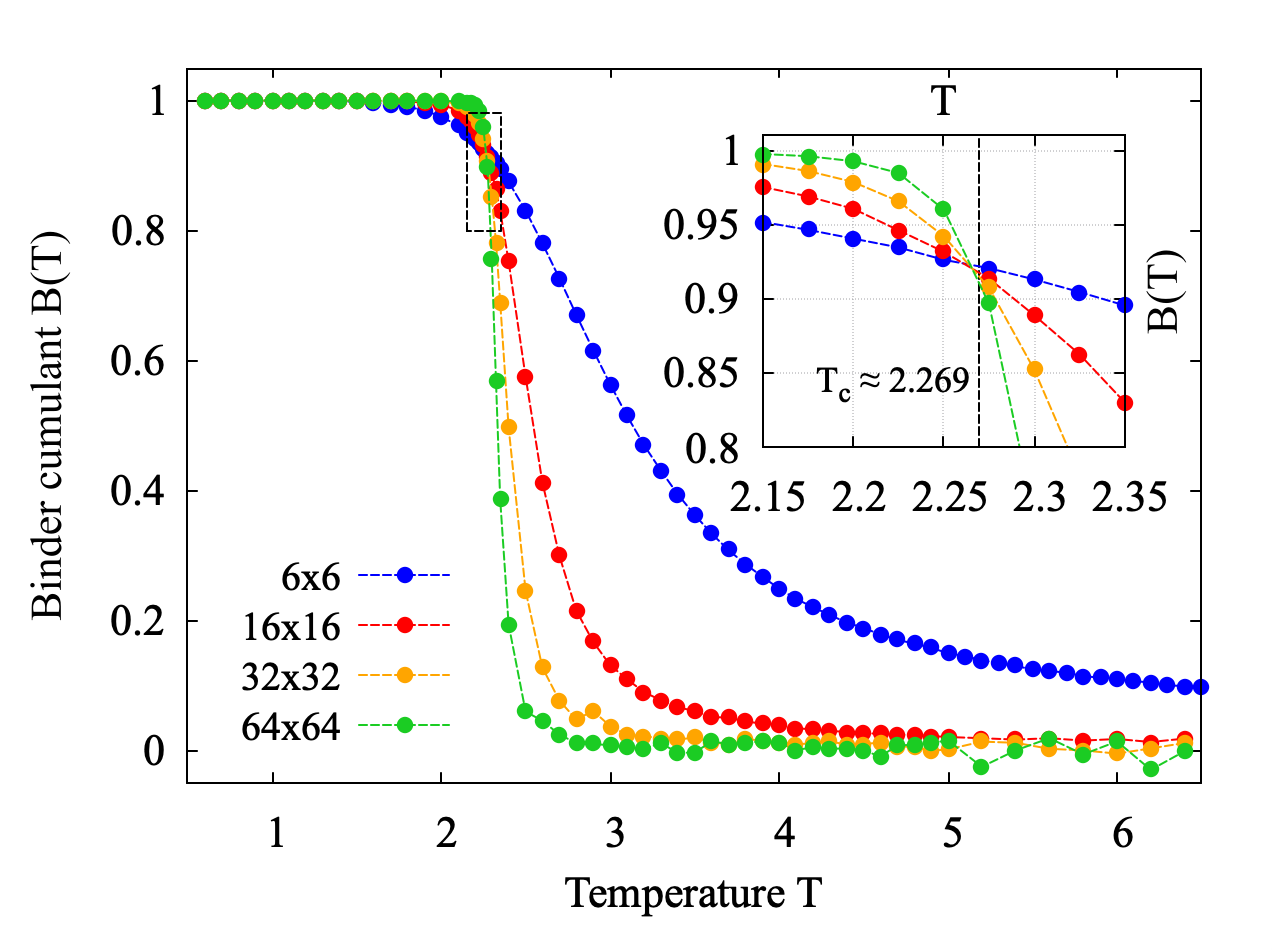 T
1
0.95
0.9
0.85
0.8
2.15 2.2 2.25 2.3 2.35
B(T)
Tc ≈ 2.269
1
0.8
0.6
0.4
0.2
0
Binder cumulant B(T)
6x6
16x16
32x32
64x64
1 2 3 4 5 6
Temperature T